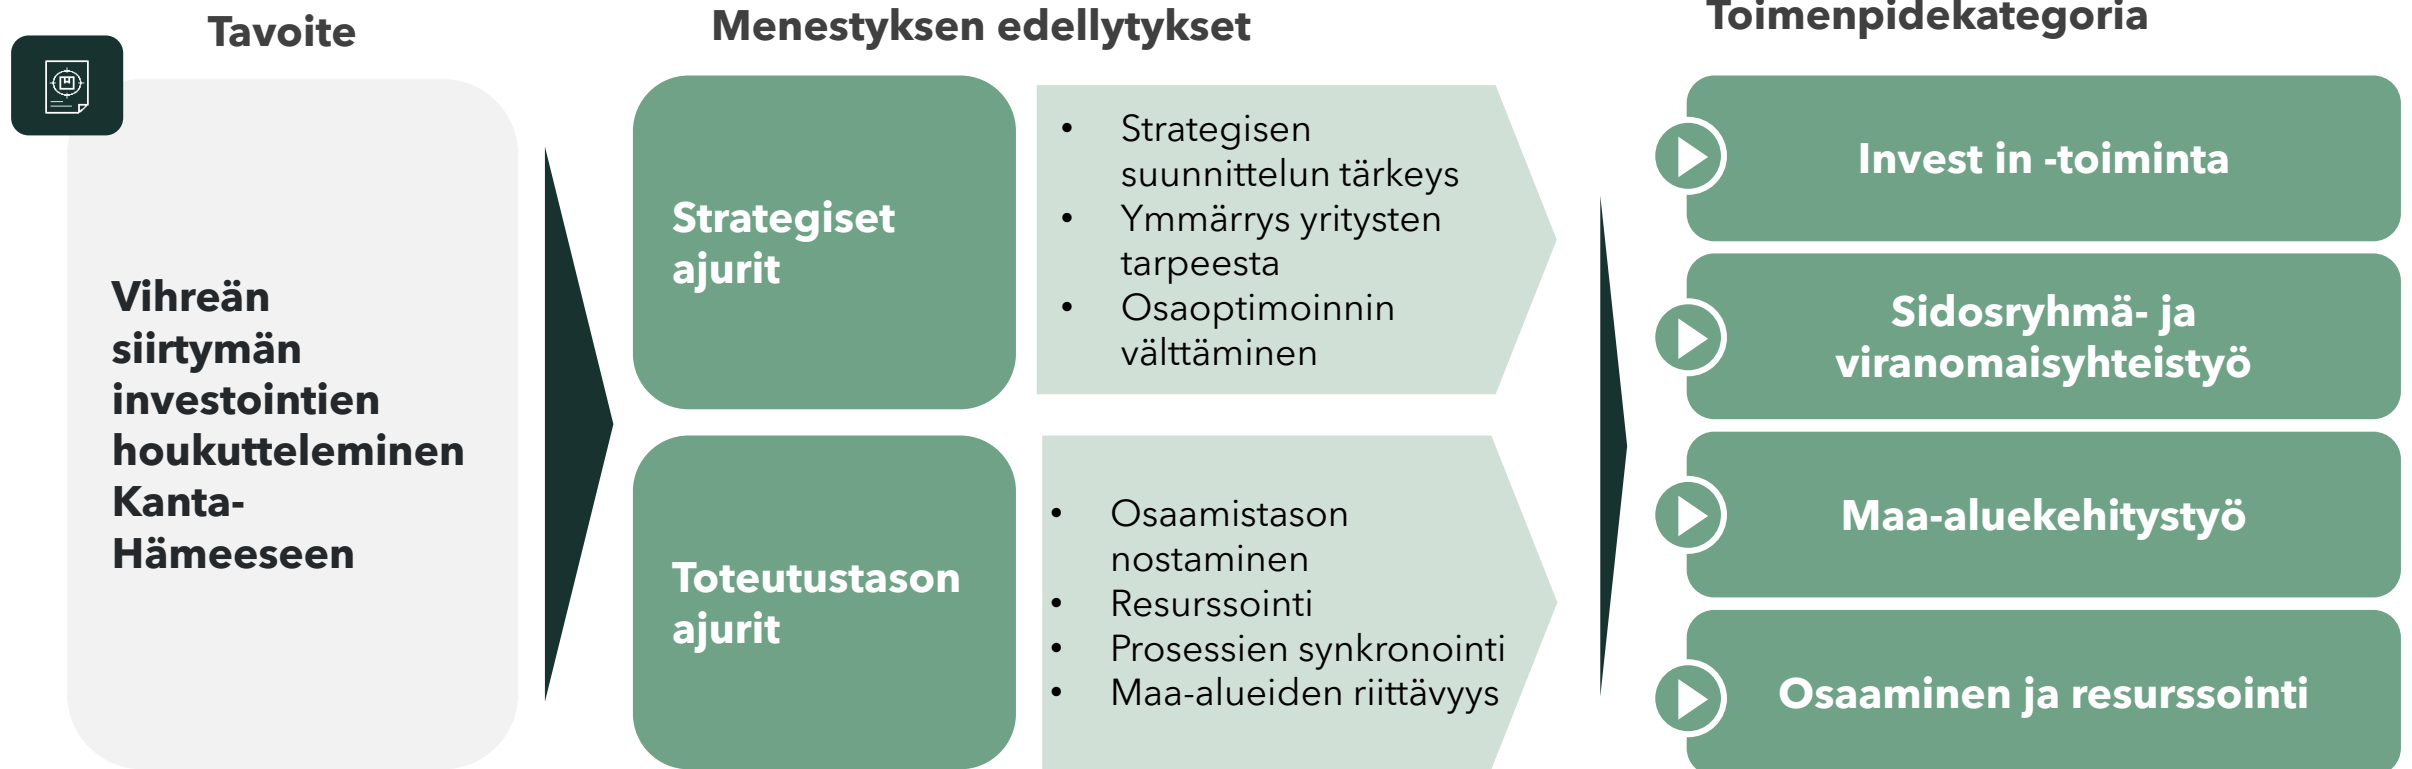 Tavoite
Menestyksen edellytykset
Toimenpidekategoria
Vihreän
siirtymän
investointien
houkutteleminen
Kanta-
Hämeeseen
Strategiset
ajurit
• Strategisen
suunnittelun tärkeys
• Ymmärrys yritysten
tarpeesta
• Osaoptimoinnin
välttäminen
Toteutustason
ajurit
• Osaamistason
nostaminen
• Resurssointi
• Prosessien synkronointi
• Maa-alueiden riittävyys
Invest in -toiminta
Sidosryhmä- ja
viranomaisyhteistyö
Maa-aluekehitystyö
Osaaminen ja resurssointi